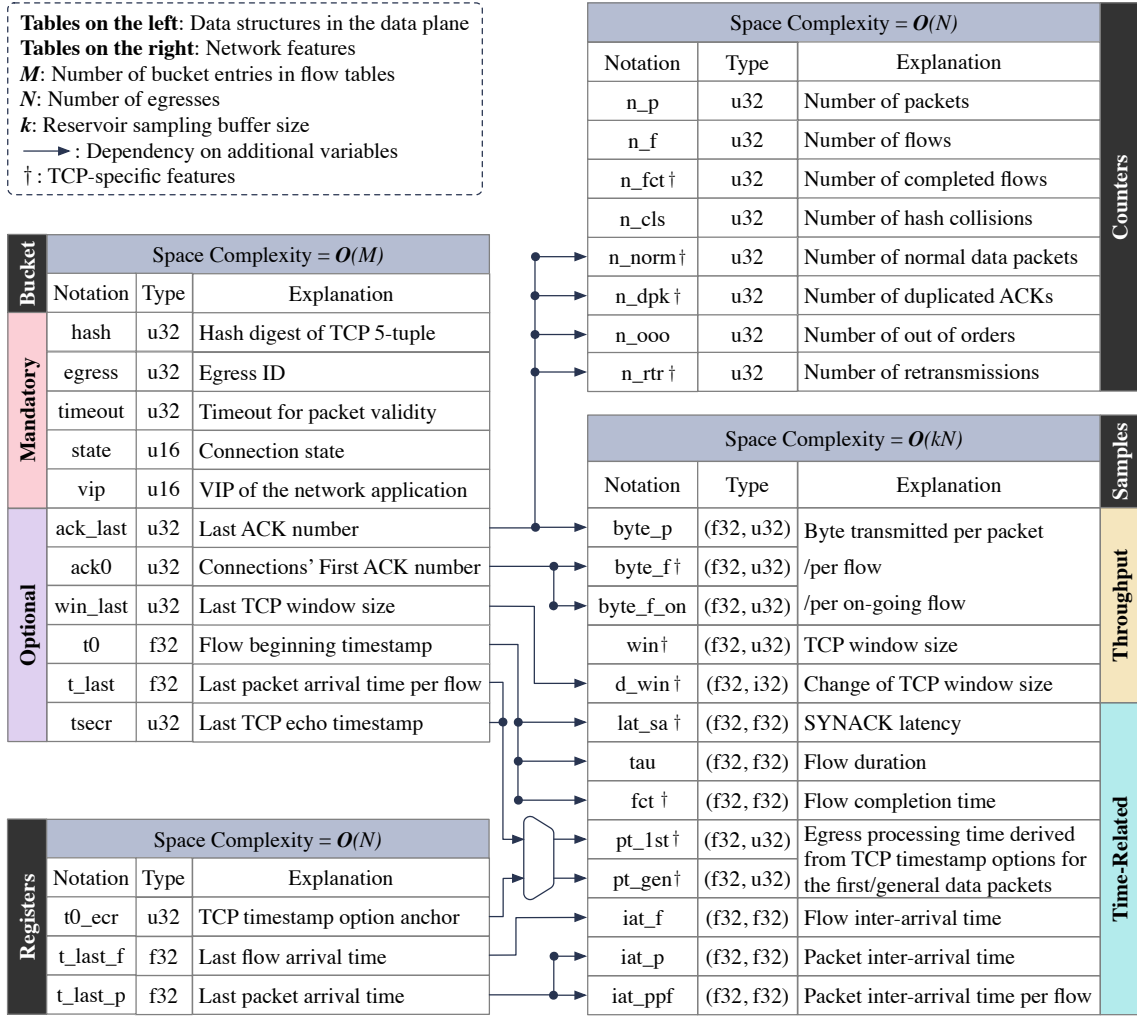 Tables on the left: Data structures in the data plane
Tables on the right: Network features
M: Number of bucket entries in flow tables
N: Number of egresses
k: Reservoir sampling buffer size
: Dependency on additional variables
† : TCP-specific features
Bucket
Space Complexity = O(M)
Notation Type Explanation
Mandatory
hash u32 Hash digest of TCP 5-tuple
egress u32 Egress ID
timeout u32 Timeout for packet validity
state u16 Connection state
vip u16 VIP of the network application
Optional
ack_last u32 Last ACK number
ack0 u32 Connections' First ACK number
win_last u32 Last TCP window size
t0 f32 Flow beginning timestamp
t_last f32 Last packet arrival time per flow
tsecr u32 Last TCP echo timestamp
Registers
Space Complexity = O(N)
Notation Type Explanation
t0_ecr u32 TCP timestamp option anchor
t_last_f f32 Last flow arrival time
t_last_p f32 Last packet arrival time
Space Complexity = O(N)
Counters
Notation Type Explanation
n_p u32 Number of packets
n_f u32 Number of flows
n_fct † u32 Number of completed flows
n_cls u32 Number of hash collisions
n_norm † u32 Number of normal data packets
n_dpk † u32 Number of duplicated ACKs
n_ooo u32 Number of out of orders
n_rtr † u32 Number of retransmissions
Space Complexity = O(kN)
Samples
Notation Type Explanation
Throughput
byte_p (f32, u32) Byte transmitted per packet
byte_f † (f32, u32) /per flow
byte_f_on (f32, u32) /per on-going flow
win † (f32, u32) TCP window size
d_win † (f32, i32) Change of TCP window size
Time-Related
lat_sa † (f32, f32) SYNACK latency
tau (f32, f32) Flow duration
fct † (f32, f32) Flow completion time
pt_1st † (f32, u32) Egress processing time derived
from TCP timestamp options for
pt_gen † (f32, u32) the first/general data packets
iat_f (f32, f32) Flow inter-arrival time
iat_p (f32, f32) Packet inter-arrival time
iat_ppf (f32, f32) Packet inter-arrival time per flow